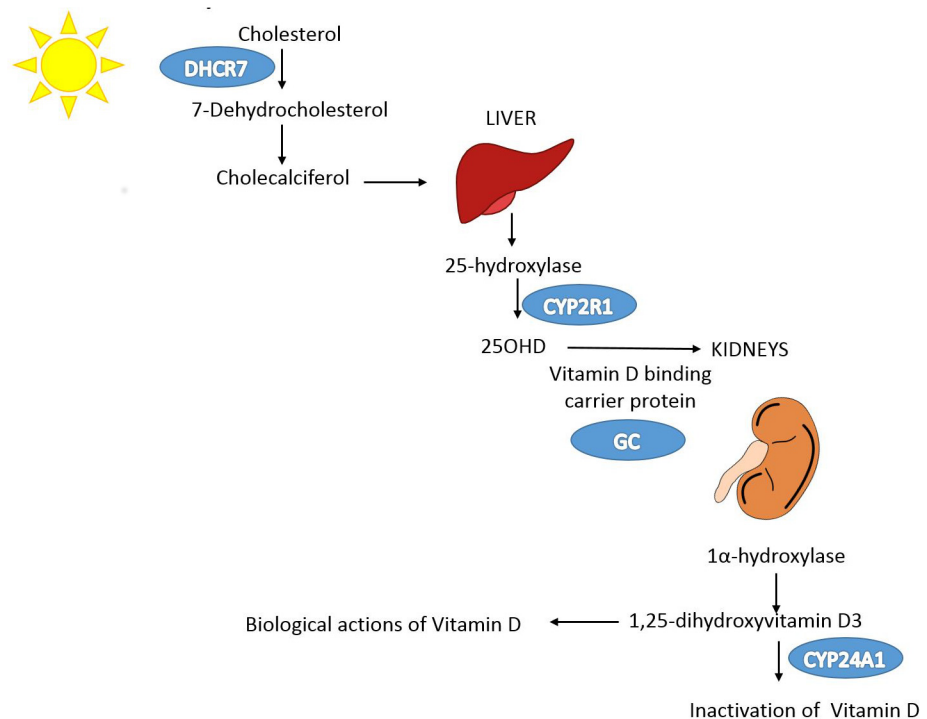 Cholesterol
DHCR7
7-Dehydrocholesterol
Cholecalciferol
LIVER
25-hydroxylase
CYP2R1
25OHD
KIDNEYS
Vitamin D binding
carrier protein
GC
1α-hydroxylase
1,25-dihydroxyvitamin D3
Biological actions of Vitamin D
CYP24A1
Inactivation of Vitamin D